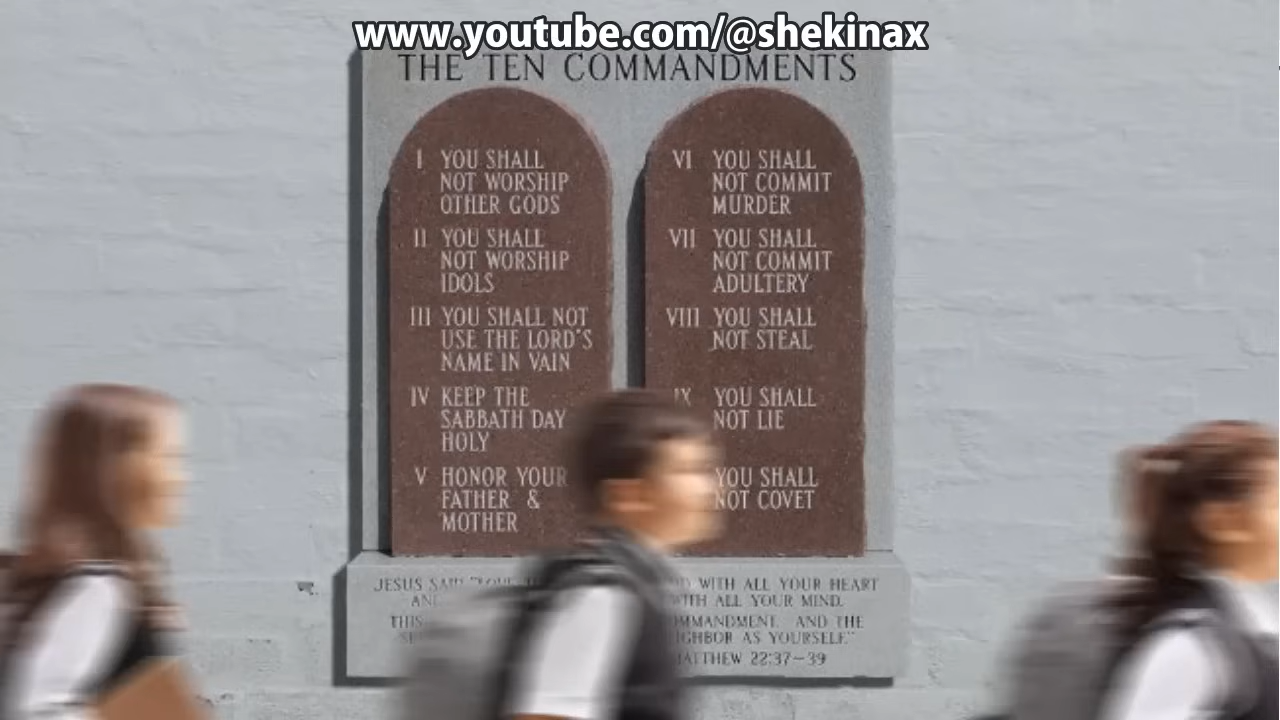 www.youtube.com/@shekinax
THE TEN COMMANDMENTS
I YOU SHALL
NOT WORSHIP
OTHER GODS
II YOU SHALL
NOT WORSHIP
IDOLS
III YOU SHALL NOT
USE THE LORD'S
NAME IN VAIN
IV KEEP THE
SABBATH DAY
HOLY
V HONOR YOUR
FATHER &
MOTHER
VI YOU SHALL
NOT COMMIT
MURDER
VII YOU SHALL
NOT COMMIT
ADULTERY
VIII YOU SHALL
NOT STEAL
IX YOU SHALL
NOT LIE
YOU SHALL
NOT COVET
JESUS SAID WITH ALL YOUR HEART
WITH ALL YOUR MIND.
THIS AND THE
AS YOURSELF."
MATTHEW 22:37-39